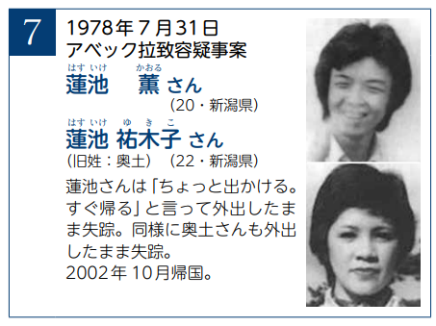 7
1978年7月31日
アベック拉致容疑事案
はす いけ かおる
蓮池 薫 さん
（20・新潟県）
はす いけ ゆ き こ
蓮池 祐木子 さん
（旧姓：奥土）（22・新潟県）
蓮池さんは「ちょっと出かける。
すぐ帰る」と言って外出したま
ま失踪。同様に奥土さんも外出
したまま失踪。
2002年10月帰国。